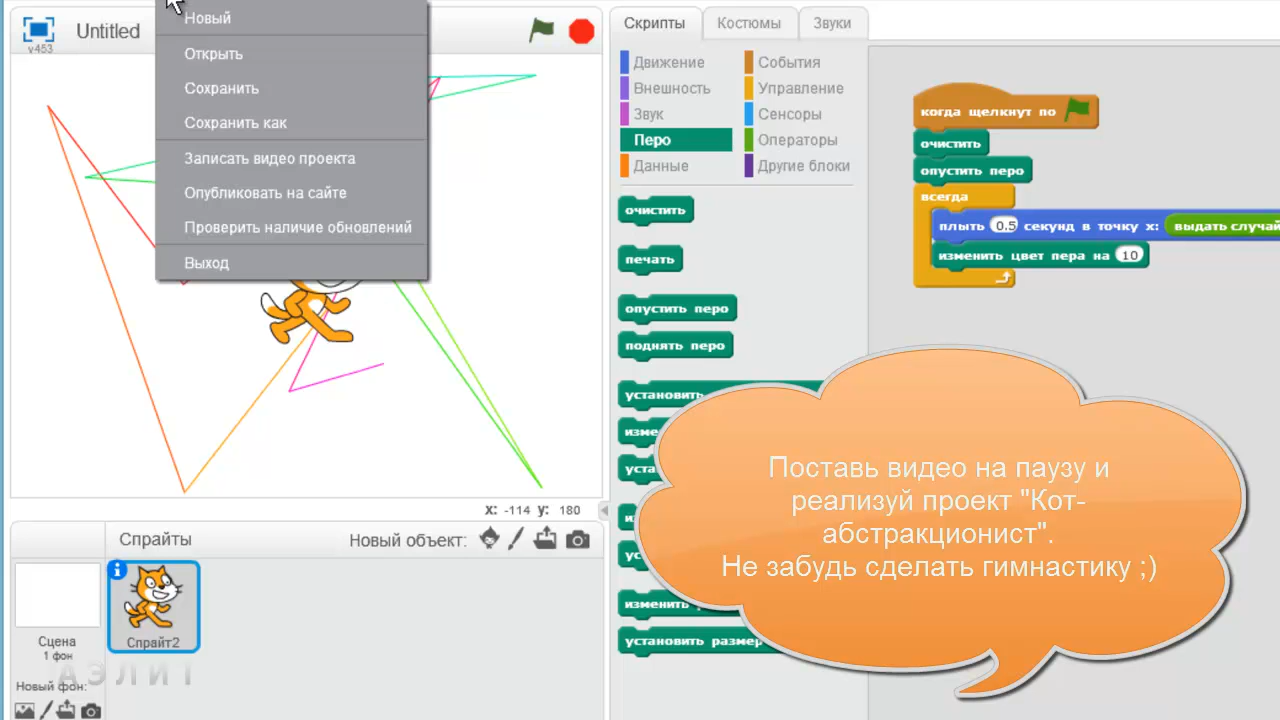 Новый
Открыть
Сохранить
Сохранить как
Записать видео проекта
Опубликовать на сайте
Проверить наличие обновлений
Выход
Untitled
v453
x: -114 y: 180
Спрайты
Новый объект:
Спрайт2
Сцена
1 фон
Новый фон:
АЭЛИТ
Скрипты
Костюмы
Звуки
Движение
События
Внешность
Управление
Звук
Сенсоры
Перо
Операторы
Данные
Другие блоки
очистить
печать
опустить перо
поднять перо
установить
изменить
установить разм
когда щелкнут по
очистить
опустить перо
всегда
плыть 0.5 секунд в точку x: выдать случай
изменить цвет пера на 10
Поставь видео на паузу и
реализуй проект "Кот-
абстракционист".
Не забудь сделать гимнастику ;)